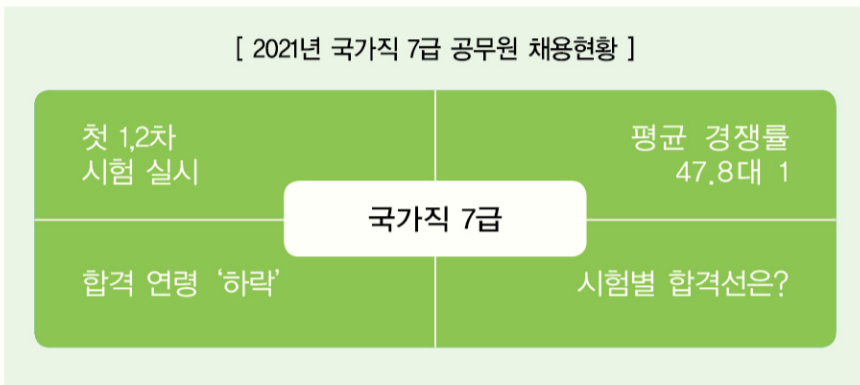 [ 2021년 국가직 7급 공무원 채용현황 ]
첫 1,2차
시험 실시
평균 경쟁률
47.8대 1
국가직 7급
합격 연령 ‘하락’
시험별 합격선은?